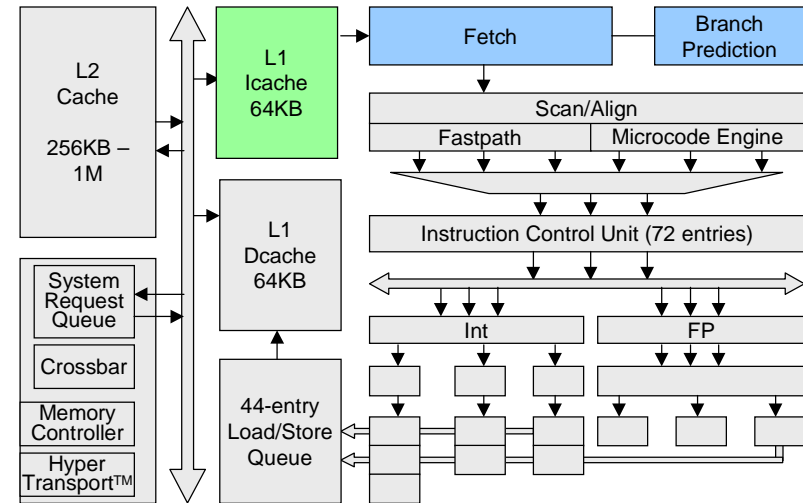 L2
Cache
256KB –
1M
L1
Icache
64KB
Fetch
Branch
Prediction
Scan/Align
Fastpath
Microcode Engine
L1
Dcache
64KB
Instruction Control Unit (72 entries)
System
Request
Queue
Crossbar
Memory
Controller
Hyper
Transport™
44-entry
Load/Store
Queue
Int
FP